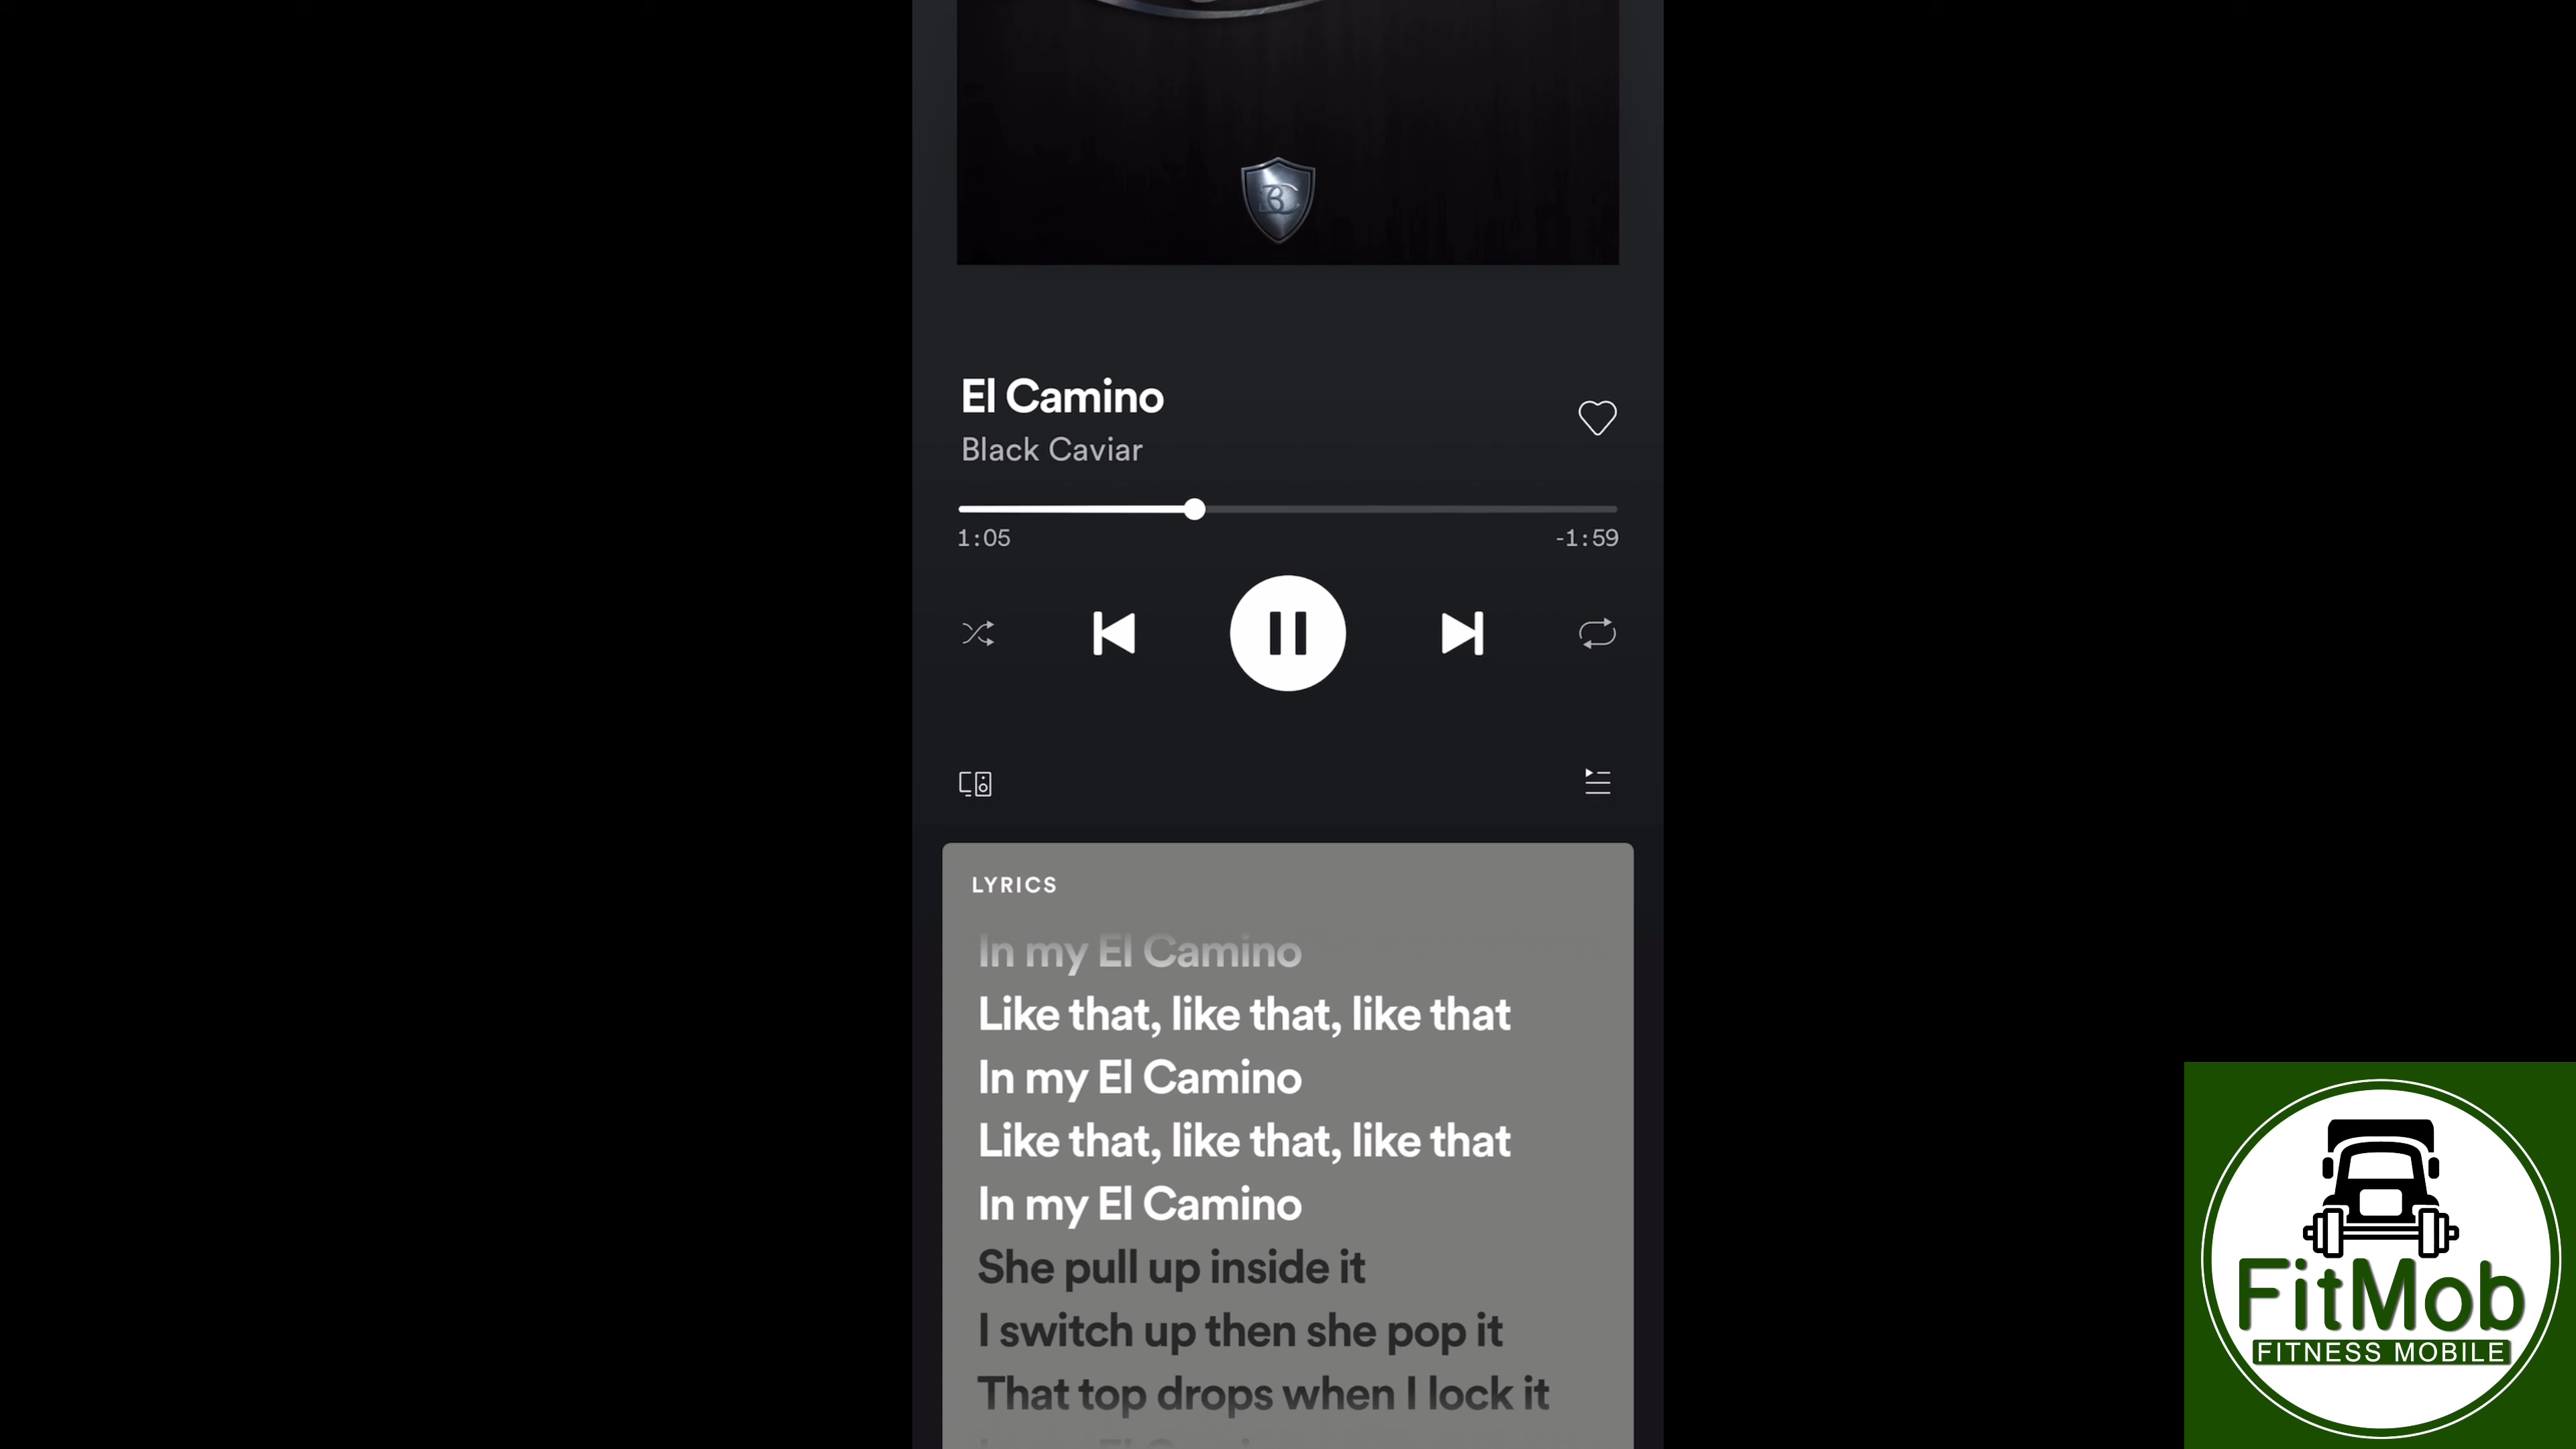 BC
El Camino
Black Caviar
1:05
-1:59
LYRICS
In my El Camino
Like that, like that, like that
In my El Camino
Like that, like that, like that
In my El Camino
She pull up inside it
I switch up then she pop it
That top drops when I lock it
FitMob
FITNESS MOBILE